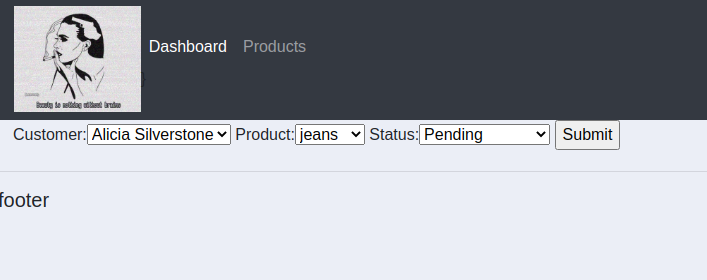 Dashboard Products
}
Beauty is nothing without brains
Customer: Alicia Silverstone Product: jeans Status: Pending Submit
footer